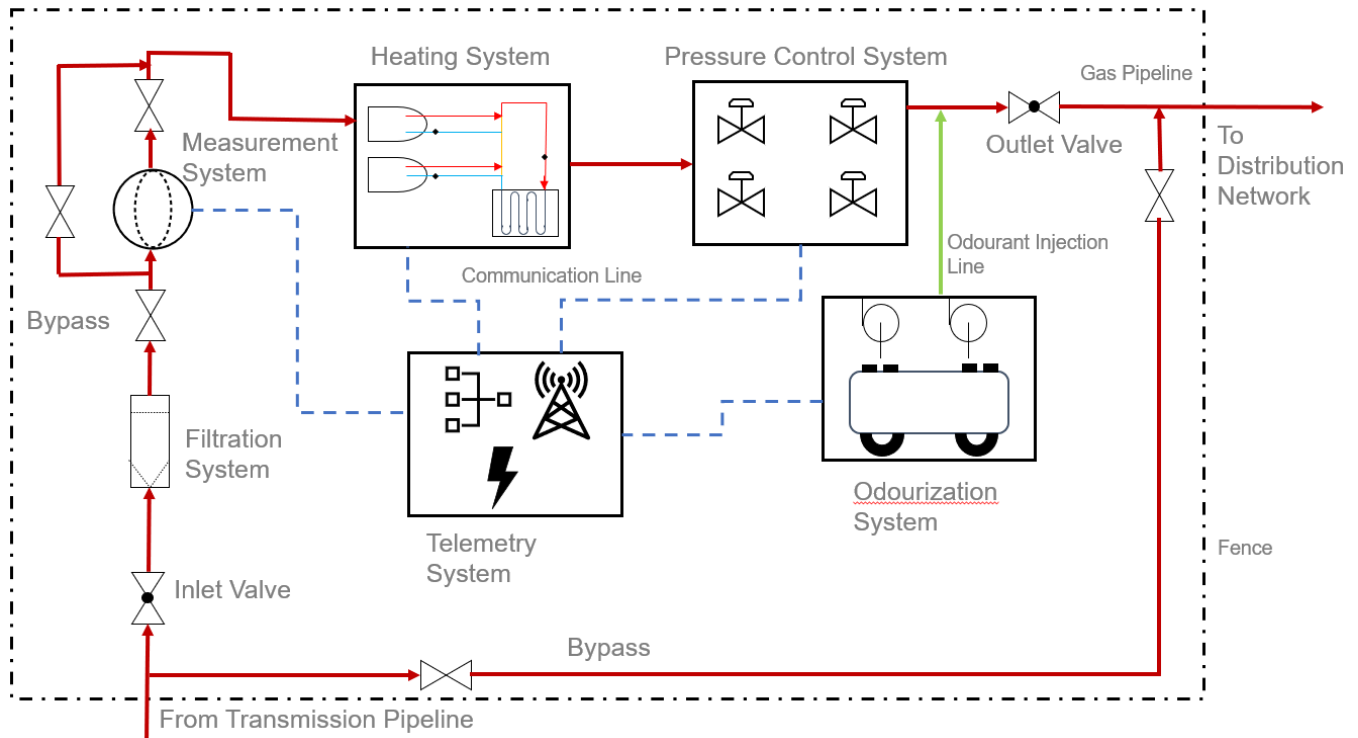 Heating System
Pressure Control System
Gas Pipeline
Measurement
System
Outlet Valve
To
Distribution
Network
Odourant Injection
Line
Communication Line
Bypass
Filtration
System
Telemetry
System
Odourization
System
Fence
Inlet Valve
Bypass
From Transmission Pipeline